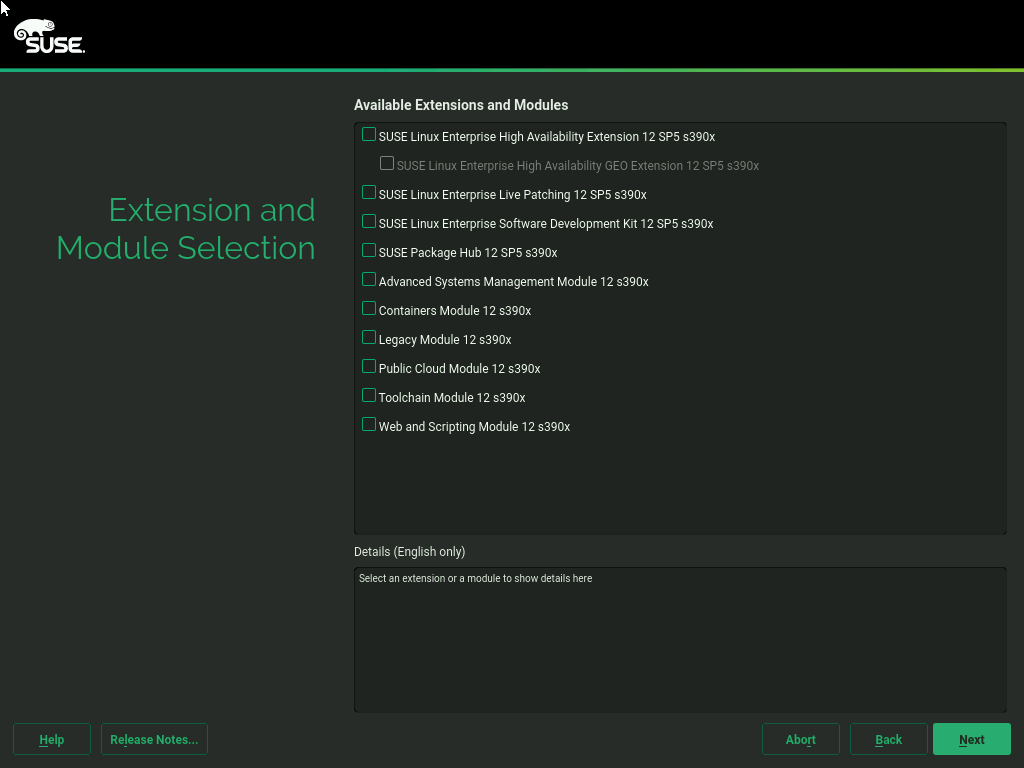 SUSE
Available Extensions and Modules
SUSE Linux Enterprise High Availability Extension 12 SP5 s390x
SUSE Linux Enterprise High Availability GEO Extension 12 SP5 s390x
SUSE Linux Enterprise Live Patching 12 SP5 s390x
SUSE Linux Enterprise Software Development Kit 12 SP5 s390x
SUSE Package Hub 12 SP5 s390x
Advanced Systems Management Module 12 s390x
Containers Module 12 s390x
Legacy Module 12 s390x
Public Cloud Module 12 s390x
Toolchain Module 12 s390x
Web and Scripting Module 12 s390x
Extension and
Module Selection
Details (English only)
Select an extension or a module to show details here
Help
Release Notes...
Abort
Back
Next